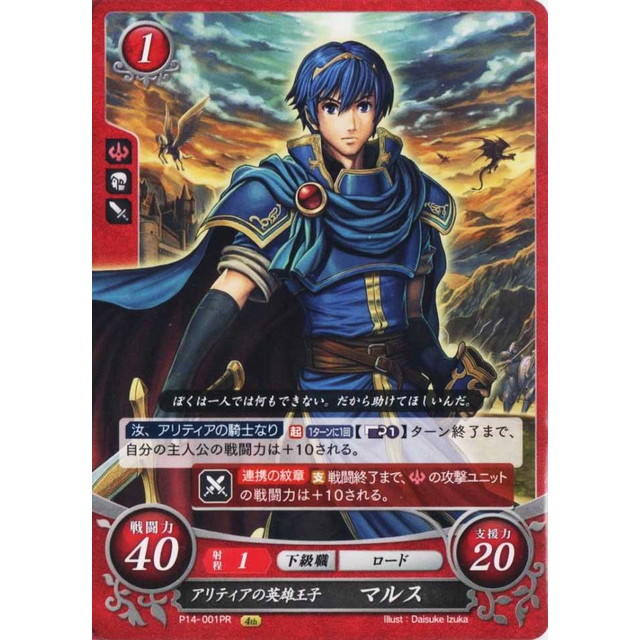 1
ぼくは一人では何もできない。だから助けてほしいんだ。
汝、アリティアの騎士なり 起 1ターンに1回【1】ターン終了まで、
自分の主人公の戦闘力は+10される。
連携の紋章 支 戦闘終了まで、の攻撃ユニット
の戦闘力は+10される。
戦闘力
40
射程 1 下級職 ロード
支援力
20
アリティアの英雄王子 マルス
P14-001PR 4th Illust：Daisuke Izuka